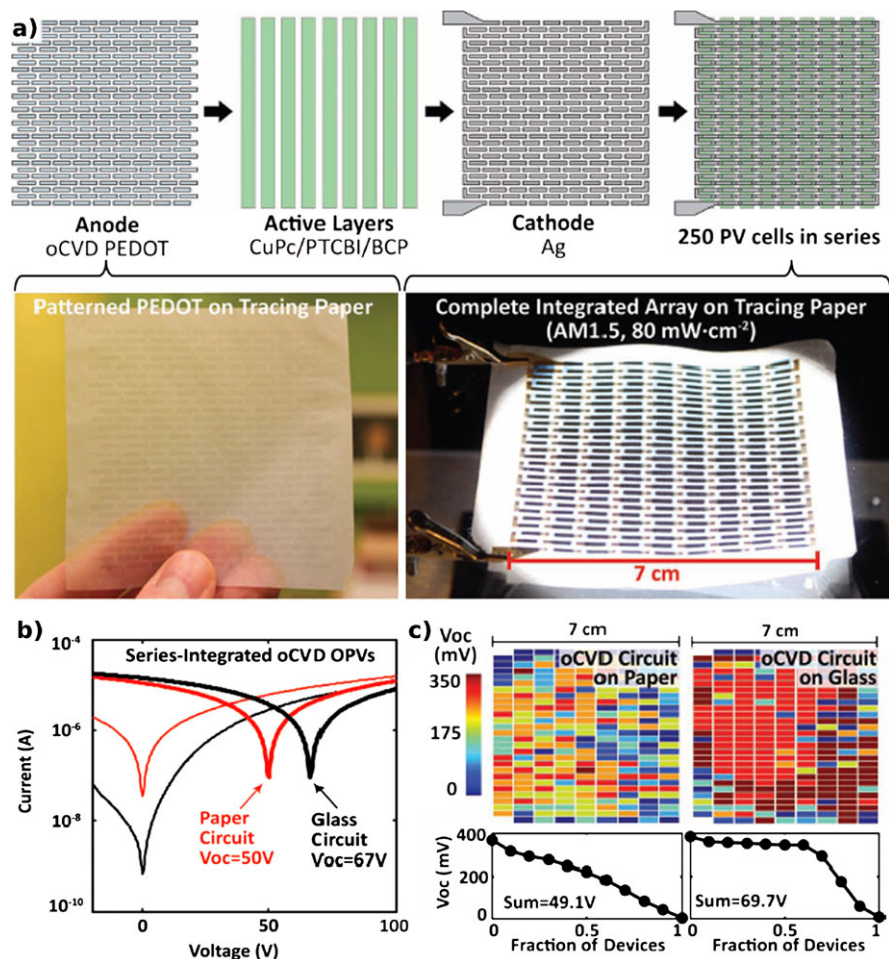 a)
Anode
oCVD PEDOT
Active Layers
CuPc/PTCBI/BCP
Cathode
Ag
250 PV cells in series
Patterned PEDOT on Tracing Paper
Complete Integrated Array on Tracing Paper
(AM1.5, 80 mW·cm⁻²)
7 cm
b)
Series-Integrated oCVD OPVs
10⁻⁴
10⁻⁶
10⁻⁸
10⁻¹⁰
Current (A)
Paper
Circuit
Voc=50V
Glass
Circuit
Voc=67V
0
50
100
Voltage (V)
c)
Voc
(mV)
350
175
0
7 cm
oCVD Circuit
on Paper
7 cm
oCVD Circuit
on Glass
Voc (mV)
400
200
0
Sum=49.1V
0
0.5
1
Fraction of Devices
Sum=69.7V
0
0.5
1
Fraction of Devices